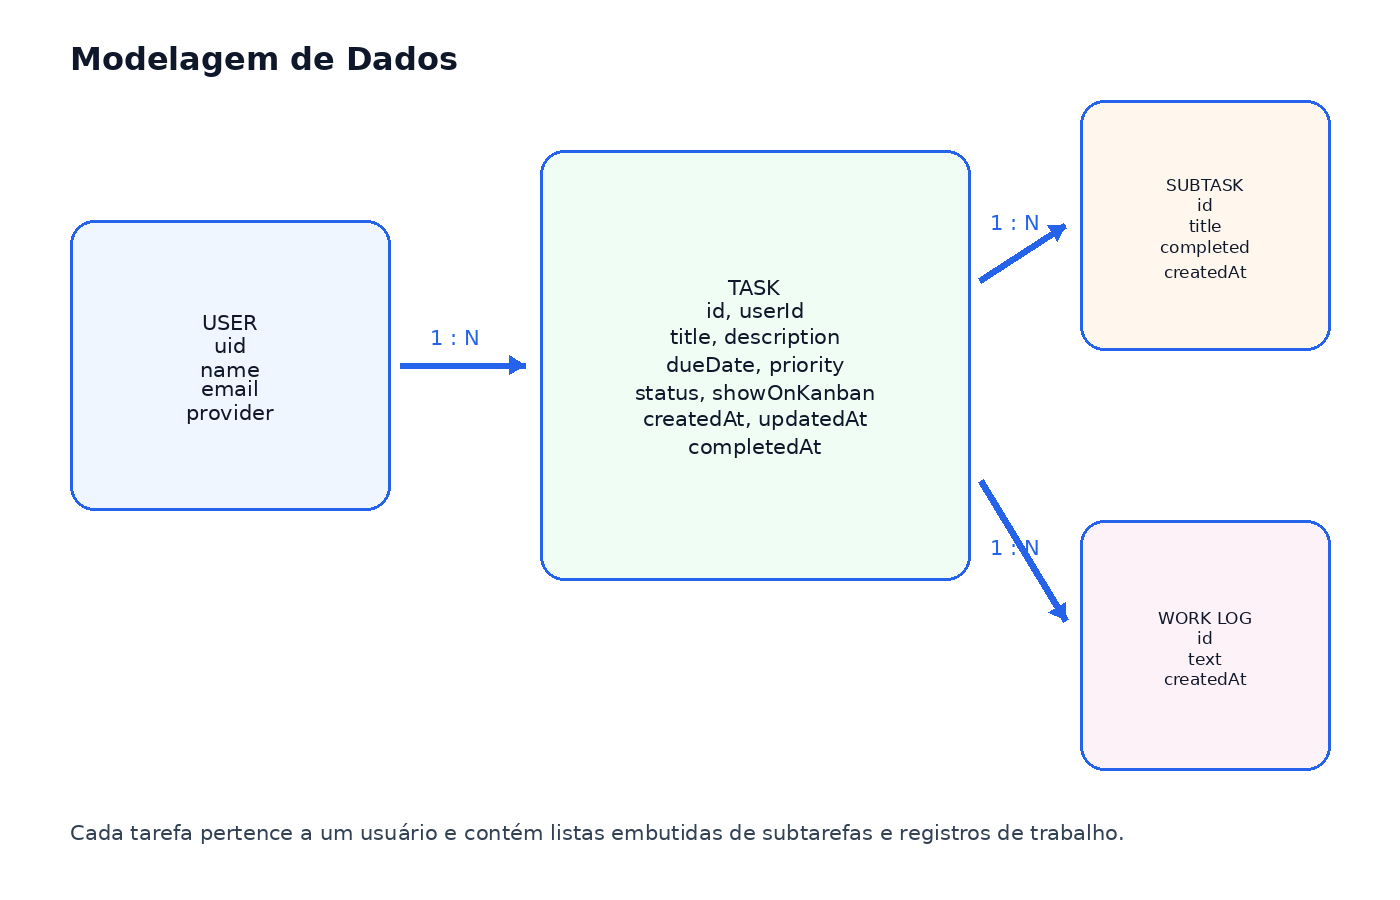 Modelagem de Dados
USER
uid
name
email
provider
1 : N
TASK
id, userId
title, description
dueDate, priority
status, showOnKanban
createdAt, updatedAt
completedAt
1 : N
SUBTASK
id
title
completed
createdAt
1 : N
WORK LOG
id
text
createdAt
Cada tarefa pertence a um usuário e contém listas embutidas de subtarefas e registros de trabalho.